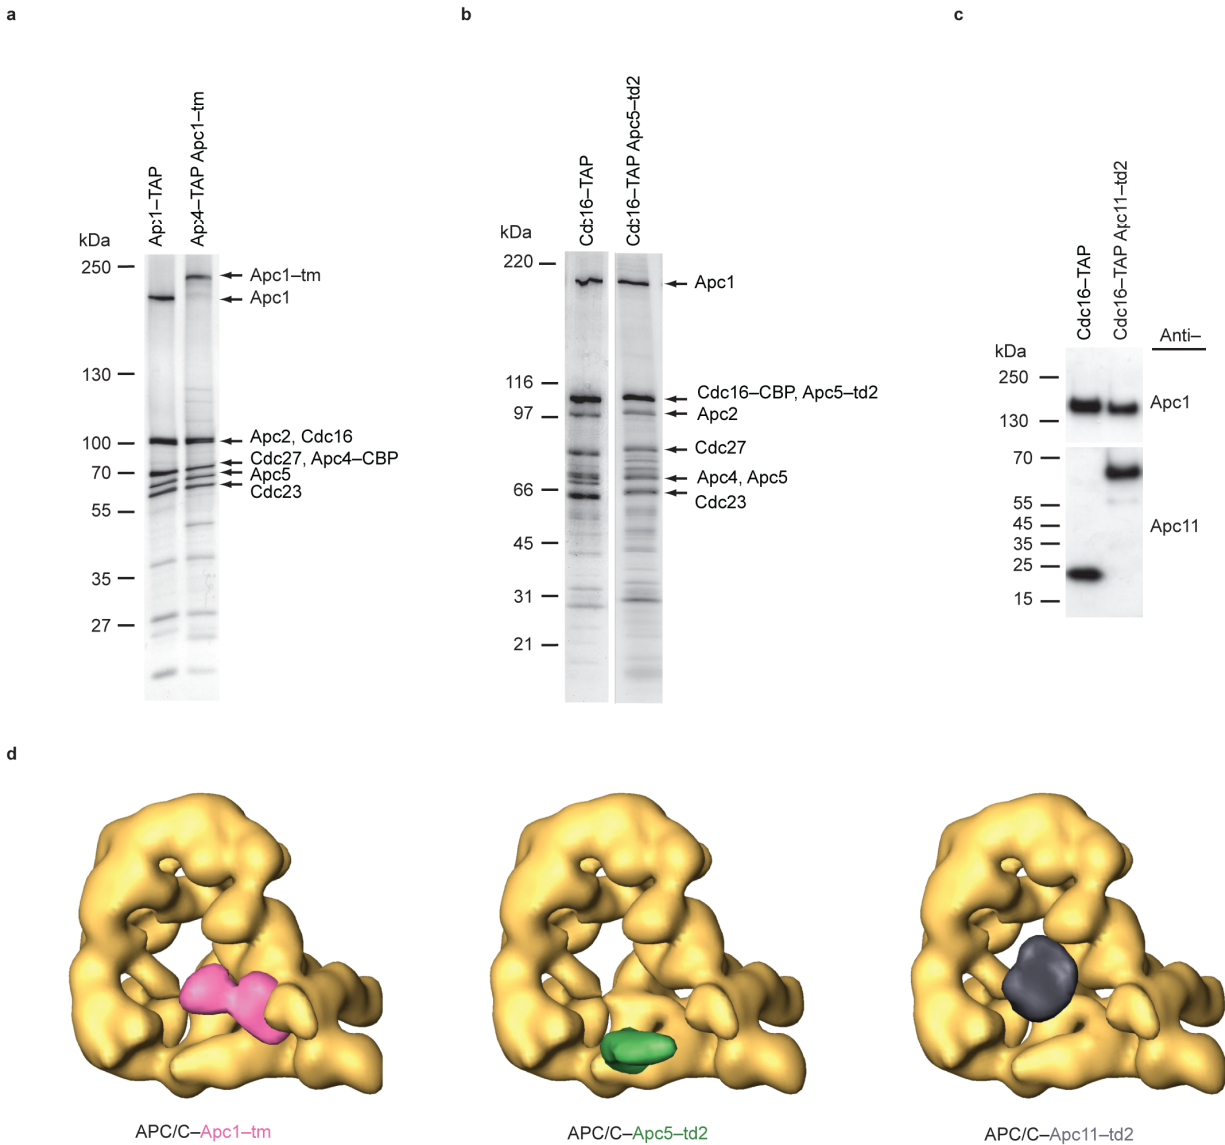 a
b
c
Apc1–TAP
Apc4–TAP Apc1–tm
kDa
250
130
100
70
55
35
27
Apc1–tm
Apc1
Apc2, Cdc16
Cdc27, Apc4–CBP
Apc5
Cdc23
Cdc16–TAP
Cdc16–TAP Apc5–td2
kDa
220
116
97
66
45
31
21
Apc1
Cdc16–CBP, Apc5–td2
Apc2
Cdc27
Apc4, Apc5
Cdc23
Cdc16–TAP
Cdc16–TAP Apc11–td2
kDa
Anti–
250
130
70
55
45
35
25
15
Apc1
Apc11
d
APC/C–Apc1–tm
APC/C–Apc5–td2
APC/C–Apc11–td2